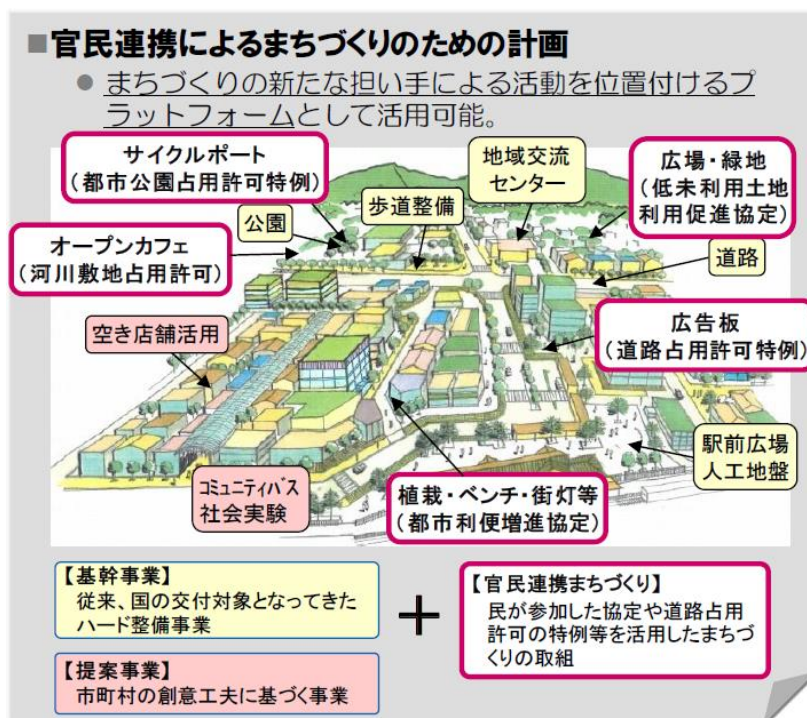 ■官民連携によるまちづくりのための計画
● まちづくりの新たな担い手による活動を位置付けるプ
ラットフォームとして活用可能。
サイクルポート
(都市公園占用許可特例)
地域交流
センター
広場・緑地
(低未利用土地
利用促進協定)
公園
歩道整備
オープンカフェ
(河川敷地占用許可)
道路
空き店舗活用
広告板
(道路占用許可特例)
駅前広場
人工地盤
コミュニティバス
社会実験
植栽・ベンチ・街灯等
(都市利便増進協定)
【基幹事業】
従来、国の交付対象となってきた
ハード整備事業
+
【官民連携まちづくり】
民が参加した協定や道路占用
許可の特例等を活用したまちづ
くりの取組
【提案事業】
市町村の創意工夫に基づく事業